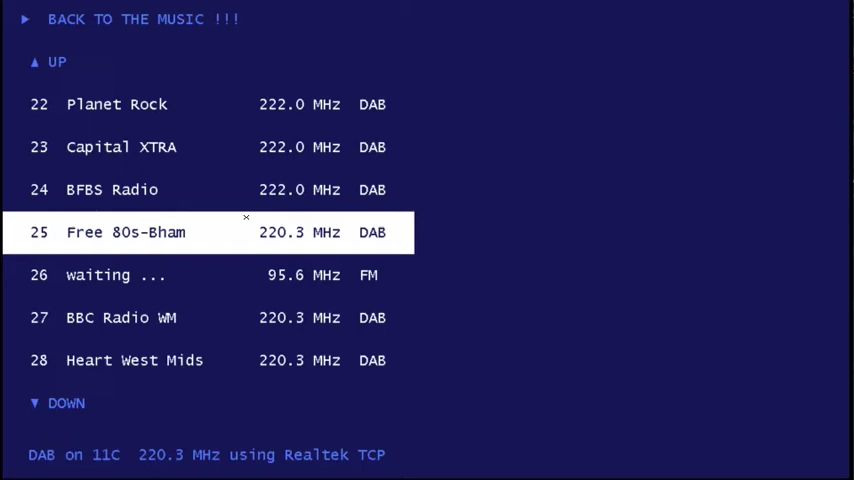 ▶ BACK TO THE MUSIC !!!
▲ UP
22 Planet Rock 222.0 MHz DAB
23 Capital XTRA 222.0 MHz DAB
24 BFBS Radio 222.0 MHz DAB
25 Free 80s-Bham 220.3 MHz DAB
26 waiting ... 95.6 MHz FM
27 BBC Radio WM 220.3 MHz DAB
28 Heart West Mids 220.3 MHz DAB
▼ DOWN
DAB on 11C 220.3 MHz using Realtek TCP